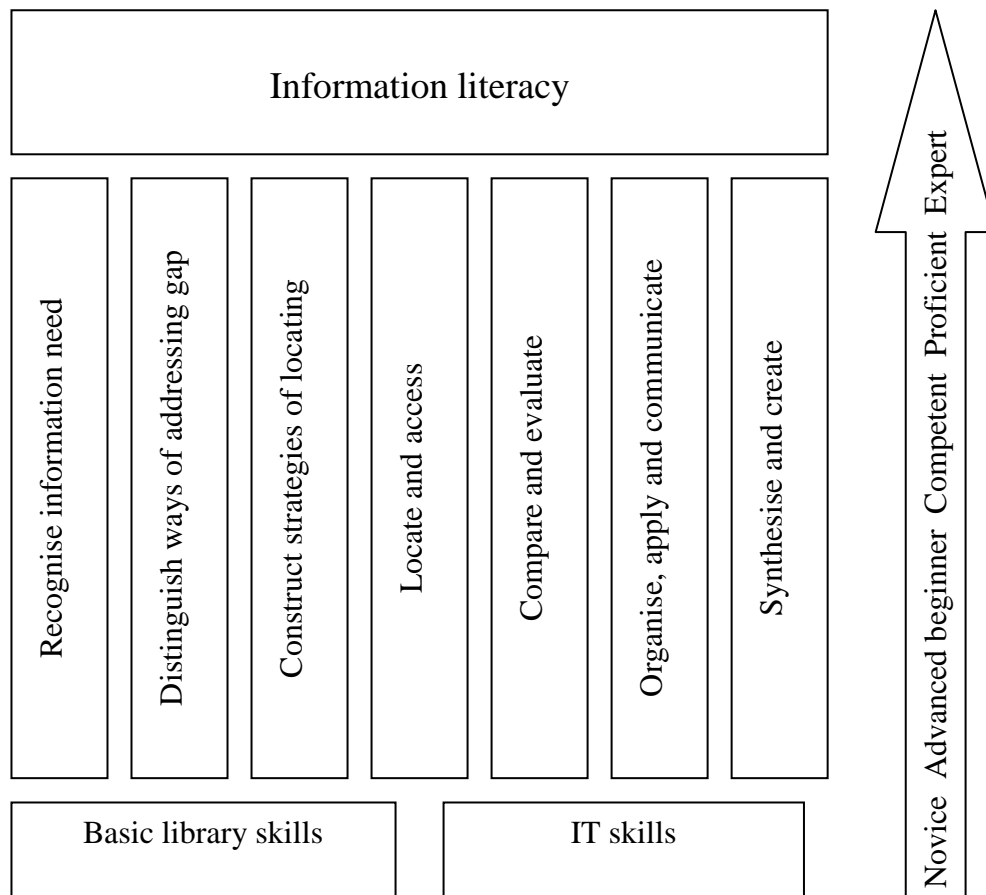 Information literacy
Recognise information need
Distinguish ways of addressing gap
Construct strategies of locating
Locate and access
Compare and evaluate
Organise, apply and communicate
Synthesise and create
Basic library skills
IT skills
Novice Advanced beginner Competent Proficient Expert